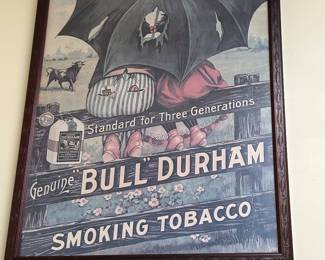 Standard for Three Generations
Genuine "BULL" DURHAM
SMOKING TOBACCO